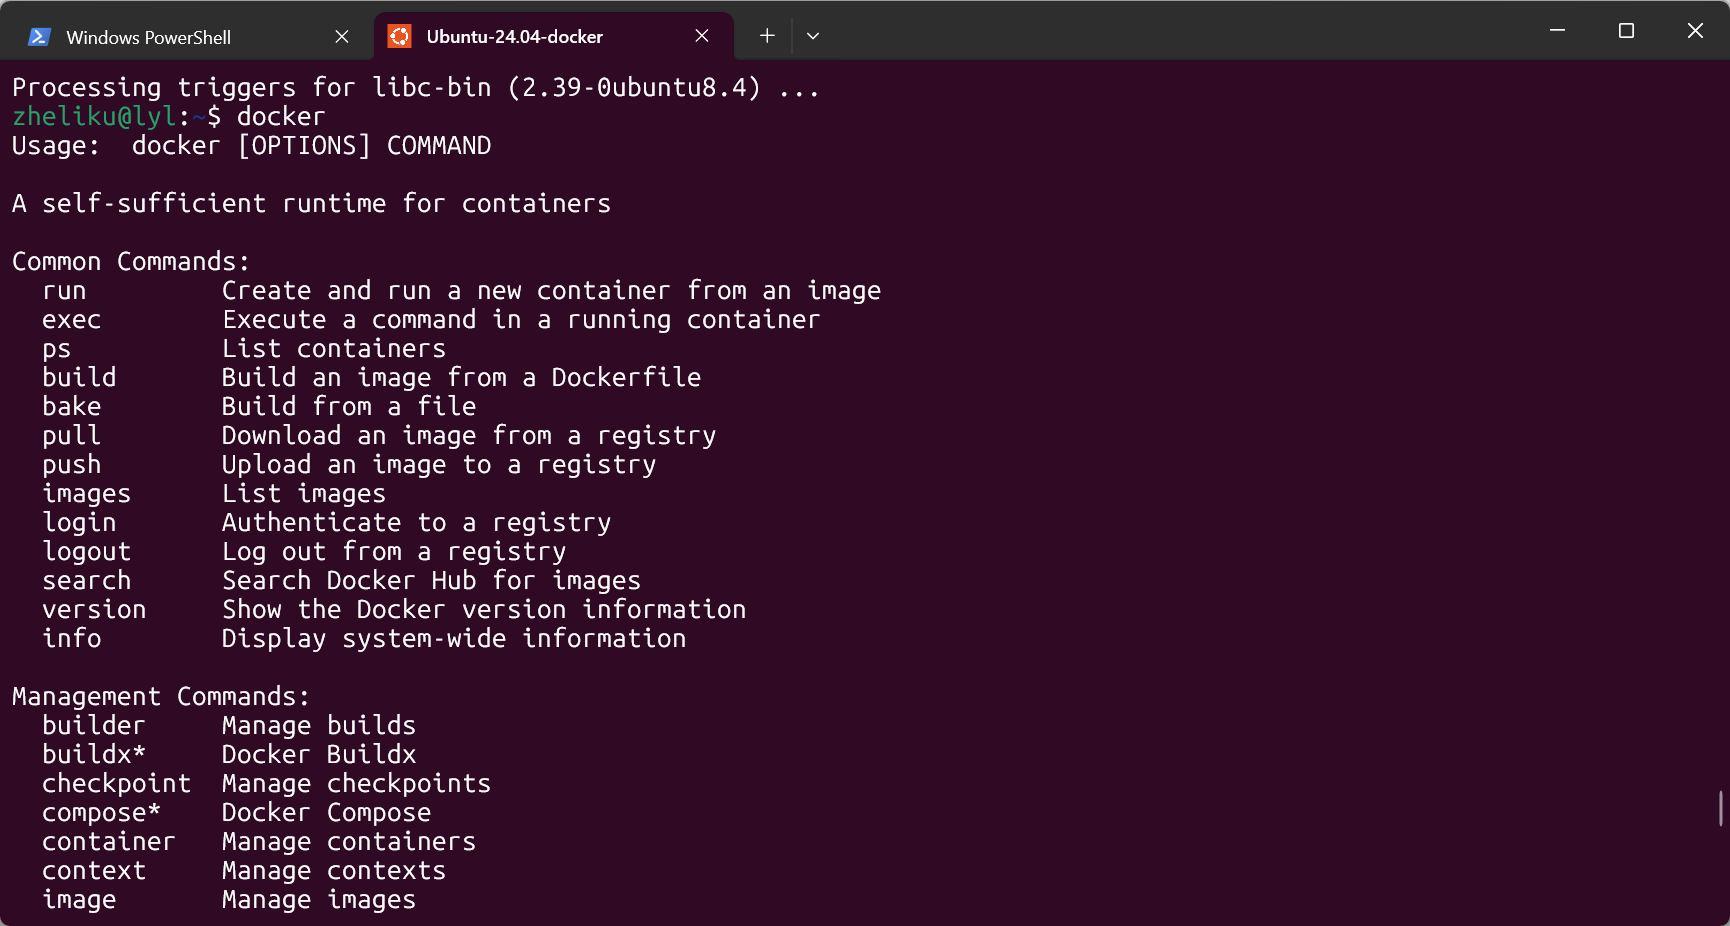 Windows PowerShell
Ubuntu-24.04-docker
Processing triggers for libc-bin (2.39-0ubuntu8.4) ...
zheliku@lyl:~$ docker
Usage:  docker [OPTIONS] COMMAND

A self-sufficient runtime for containers

Common Commands:
  run         Create and run a new container from an image
  exec        Execute a command in a running container
  ps          List containers
  build       Build an image from a Dockerfile
  bake        Build from a file
  pull        Download an image from a registry
  push        Upload an image to a registry
  images      List images
  login       Authenticate to a registry
  logout      Log out from a registry
  search      Search Docker Hub for images
  version     Show the Docker version information
  info        Display system-wide information

Management Commands:
  builder     Manage builds
  buildx*     Docker Buildx
  checkpoint  Manage checkpoints
  compose*    Docker Compose
  container   Manage containers
  context     Manage contexts
  image       Manage images